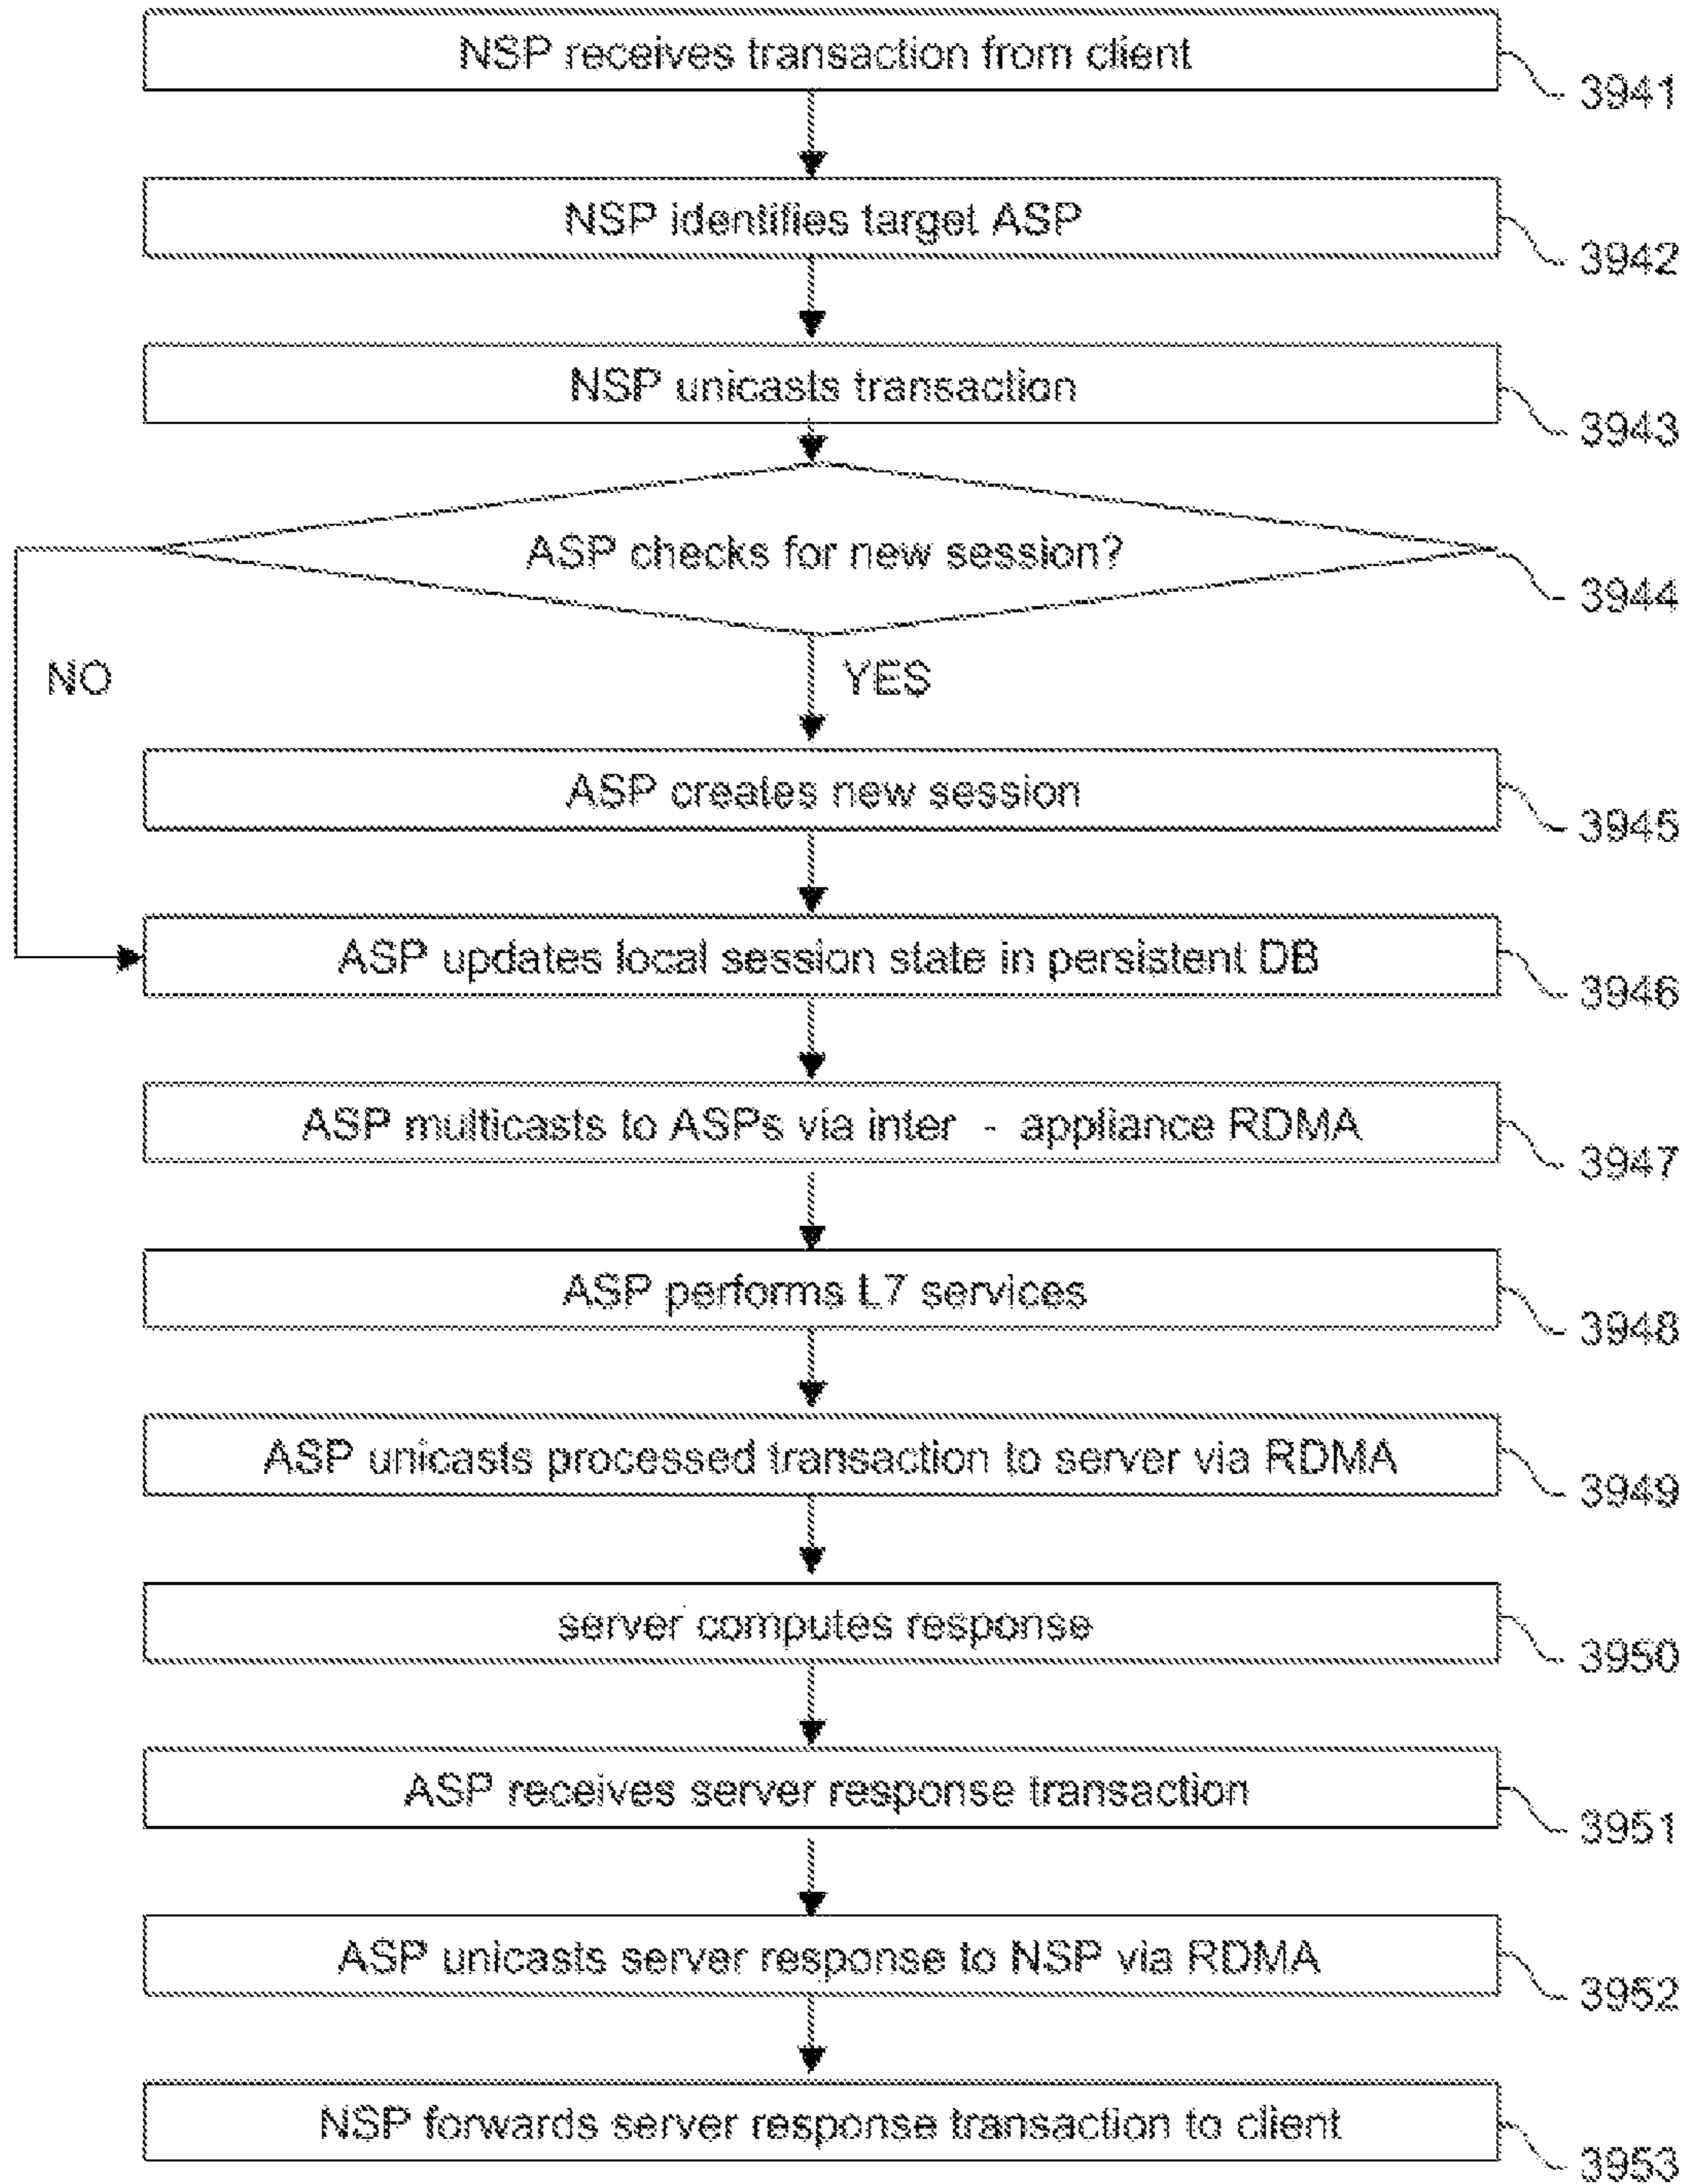 NSP receives transaction from client
3941
NSP identifies target ASP
3942
NSP unicasts transaction
3943
ASP checks for new session?
3944
NO
YES
ASP creates new session
3945
ASP updates local session state in persistent DB
3946
ASP multicasts to ASPs via inter - appliance RDMA
3947
ASP performs L7 services
3948
ASP unicasts processed transaction to server via RDMA
3949
server computes response
3950
ASP receives server response transaction
3951
ASP unicasts server response to NSP via RDMA
3952
NSP forwards server response transaction to client
3953